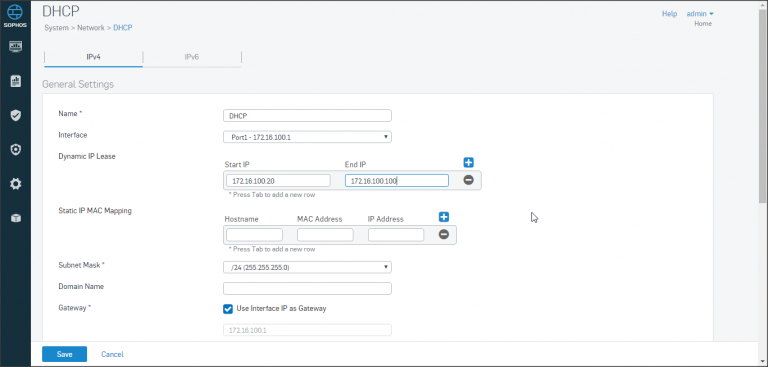 SOPHOS
DHCP
System > Network > DHCP
Help admin
Home
IPv4 IPv6
General Settings
Name * DHCP
Interface Port1 - 172.16.100.1
Dynamic IP Lease
Start IP End IP
172.16.100.20 172.16.100.100
* Press Tab to add a new row
Static IP MAC Mapping
Hostname MAC Address IP Address
* Press Tab to add a new row
Subnet Mask * /24 (255.255.255.0)
Domain Name
Gateway * Use Interface IP as Gateway
172.16.100.1
Save Cancel